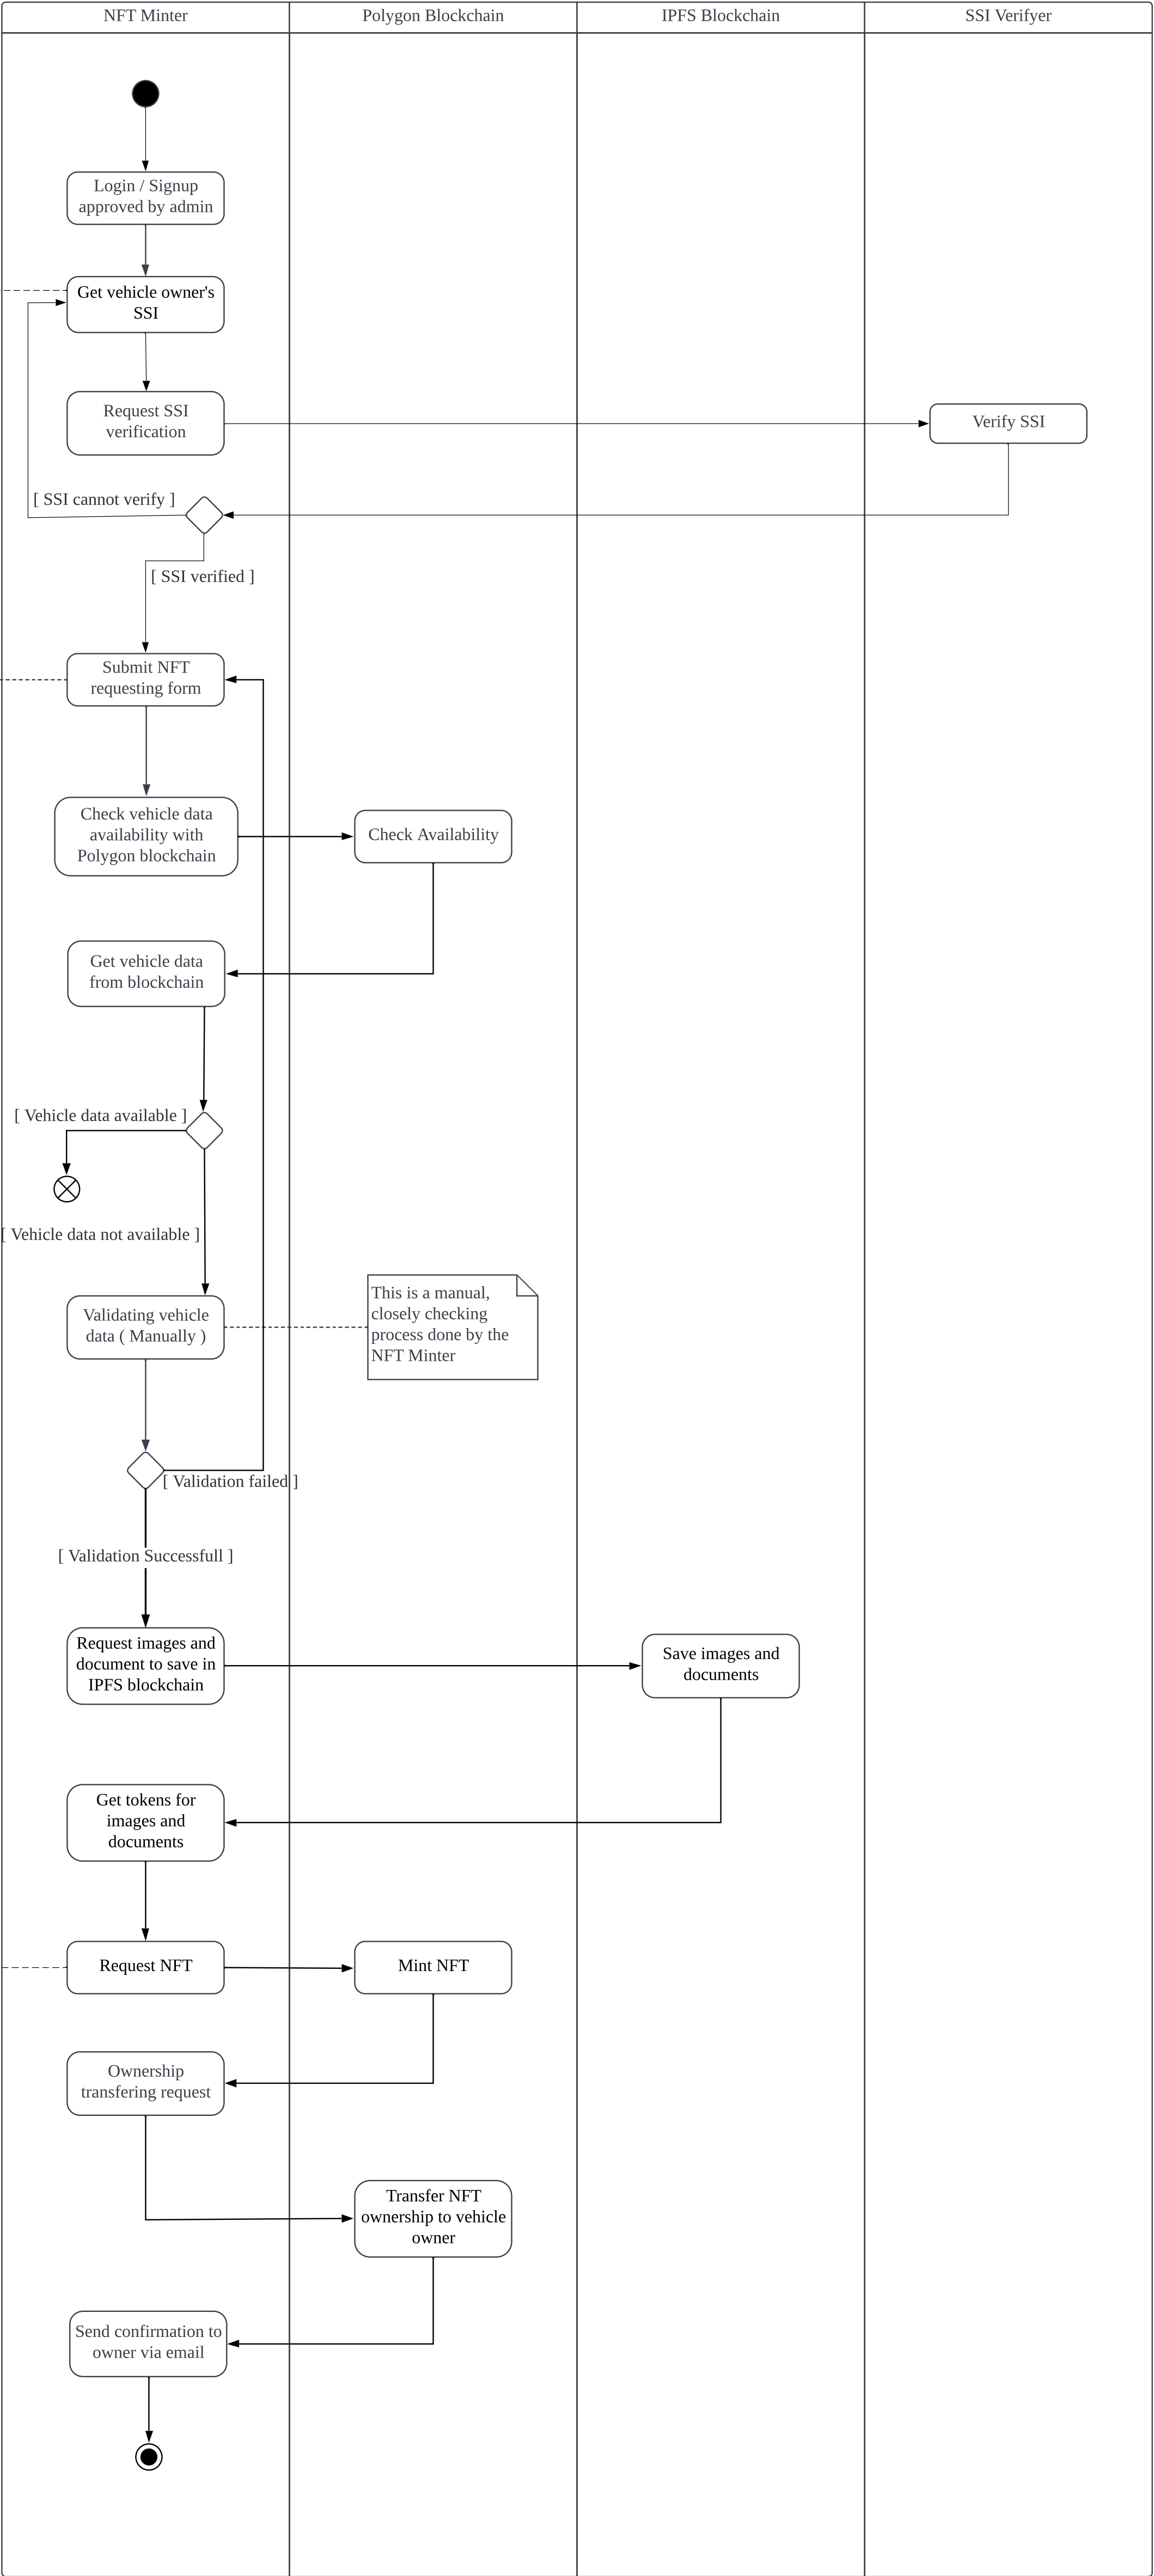 NFT Minter
Polygon Blockchain
IPFS Blockchain
SSI Verifyer
Login / Signup
approved by admin
Get vehicle owner's
SSI
Request SSI
verification
Verify SSI
[ SSI cannot verify ]
[ SSI verified ]
Submit NFT
requesting form
Check vehicle data
availability with
Polygon blockchain
Check Availability
Get vehicle data
from blockchain
[ Vehicle data available ]
[ Vehicle data not available ]
Validating vehicle
data ( Manually )
This is a manual,
closely checking
process done by the
NFT Minter
[ Validation failed ]
[ Validation Successfull ]
Request images and
document to save in
IPFS blockchain
Save images and
documents
Get tokens for
images and
documents
Request NFT
Mint NFT
Ownership
transfering request
Transfer NFT
ownership to vehicle
owner
Send confirmation to
owner via email